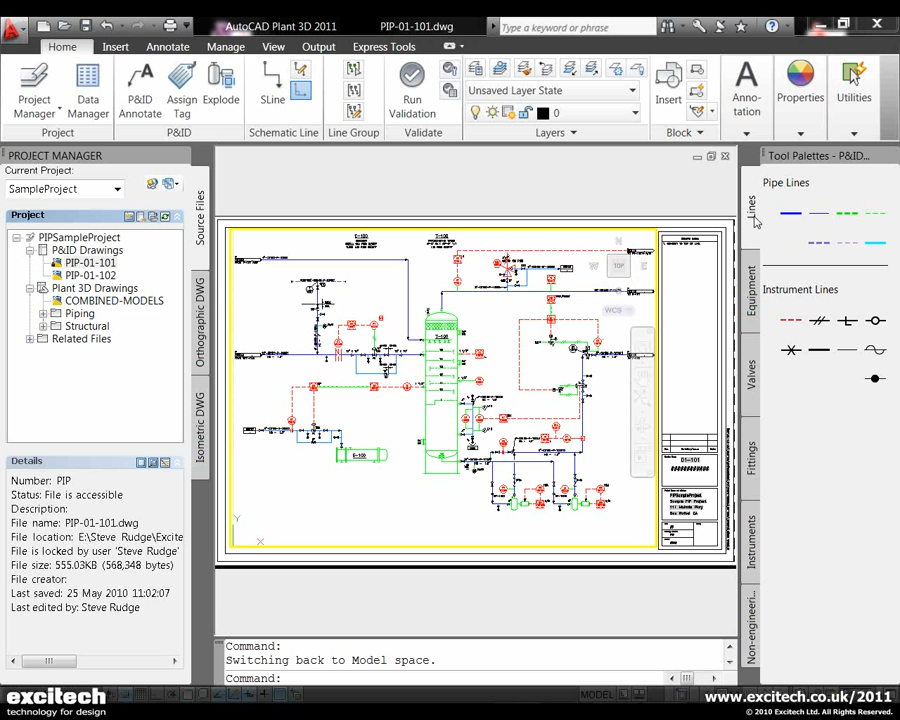 AutoCAD Plant 3D 2011 PIP-01-101.dwg Type a keyword or phrase
Home Insert Annotate Manage View Output Express Tools
Project Manager
Data Manager
Project
P&ID Annotate
Assign Tag
Explode
P&ID
SLine
Schematic Line
Line Group
Run Validation
Validate
Unsaved Layer State
0
Layers
Insert
Block
Anno-tation
Properties
Utilities
PROJECT MANAGER
Current Project:
SampleProject
Project
PIPSampleProject
P&ID Drawings
PIP-01-101
PIP-01-102
Plant 3D Drawings
COMBINED-MODELS
Piping
Structural
Related Files
Source Files
Orthographic DWG
Isometric DWG
Details
Number: PIP
Status: File is accessible
Description:
File name: PIP-01-101.dwg
File location: E:\Steve Rudge\Excite
File is locked by user 'Steve Rudge'
File size: 555.03KB (568,348 bytes)
File creator:
Last saved: 25 May 2010 11:02:07
Last edited by: Steve Rudge
N
W TOP E
WCS
Y
X
Command:
Switching back to Model space.
Command:
MODEL
Tool Palettes - P&ID...
Pipe Lines
Instrument Lines
Lines
Equipment
Valves
Fittings
Instruments
Non-engineeri...
excitech
technology for design
www.excitech.co.uk/2011
© 2010 Excitech Ltd. All Rights Reserved.